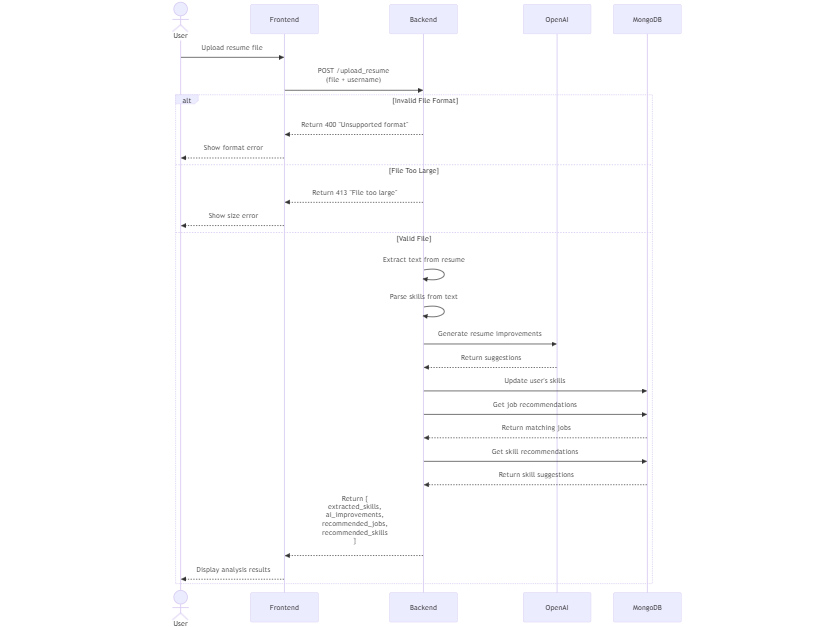 User
Frontend
Backend
OpenAI
MongoDB
Upload resume file
POST /upload_resume
(file + username)
alt
[Invalid File Format]
Return 400 "Unsupported format"
Show format error
[File Too Large]
Return 413 "File too large"
Show size error
[Valid File]
Extract text from resume
Parse skills from text
Generate resume improvements
Return suggestions
Update user's skills
Get job recommendations
Return matching jobs
Get skill recommendations
Return skill suggestions
Return {
extracted_skills,
ai_improvements,
recommended_jobs,
recommended_skills
}
Display analysis results
User
Frontend
Backend
OpenAI
MongoDB